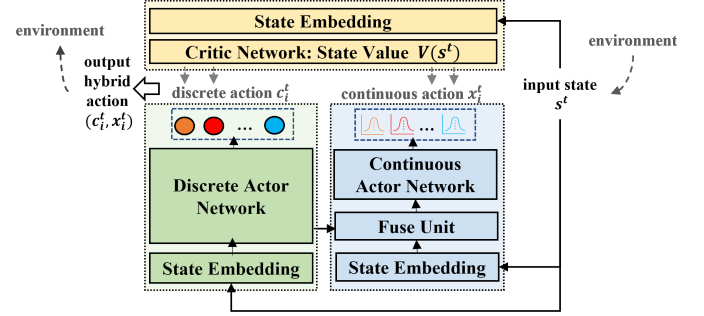 State Embedding
Critic Network: State Value V(s^t)
environment
output
hybrid
action
(c_i^t, x_i^t)
discrete action c_i^t
continuous action x_i^t
environment
input state
s^t
...
...
Discrete Actor
Network
Continuous
Actor Network
Fuse Unit
State Embedding
State Embedding